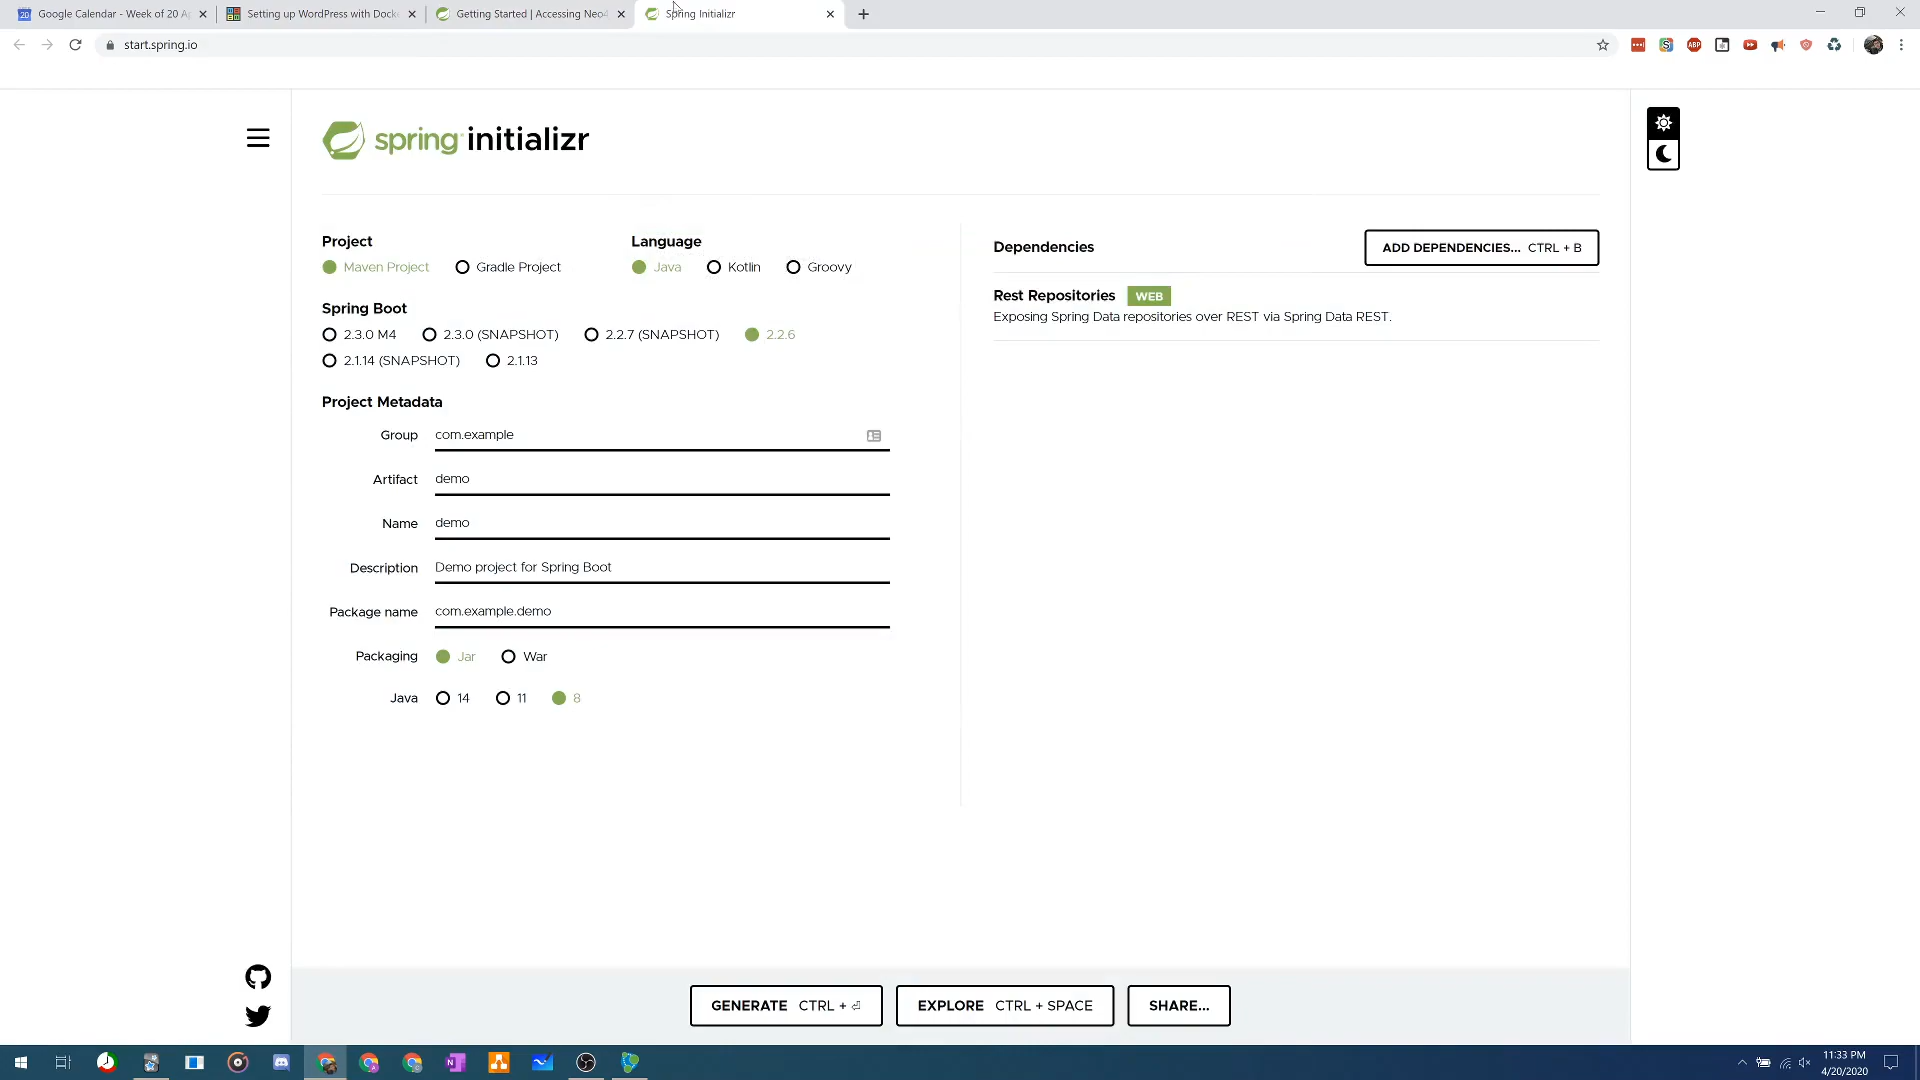 Google Calendar - Week of 20 Ap
Setting up WordPress with Docke
Getting Started | Accessing Neo4
Spring Initializr
start.spring.io
ABP
spring initializr
Project
Language
Maven Project
Gradle Project
Java
Kotlin
Groovy
Spring Boot
2.3.0 M4
2.3.0 (SNAPSHOT)
2.2.7 (SNAPSHOT)
2.2.6
2.1.14 (SNAPSHOT)
2.1.13
Project Metadata
Group com.example
Artifact demo
Name demo
Description Demo project for Spring Boot
Package name com.example.demo
Packaging Jar War
Java 14 11 8
Dependencies
ADD DEPENDENCIES... CTRL + B
Rest Repositories WEB
Exposing Spring Data repositories over REST via Spring Data REST.
GENERATE CTRL + ⏎
EXPLORE CTRL + SPACE
SHARE...
11:33 PM
4/20/2020